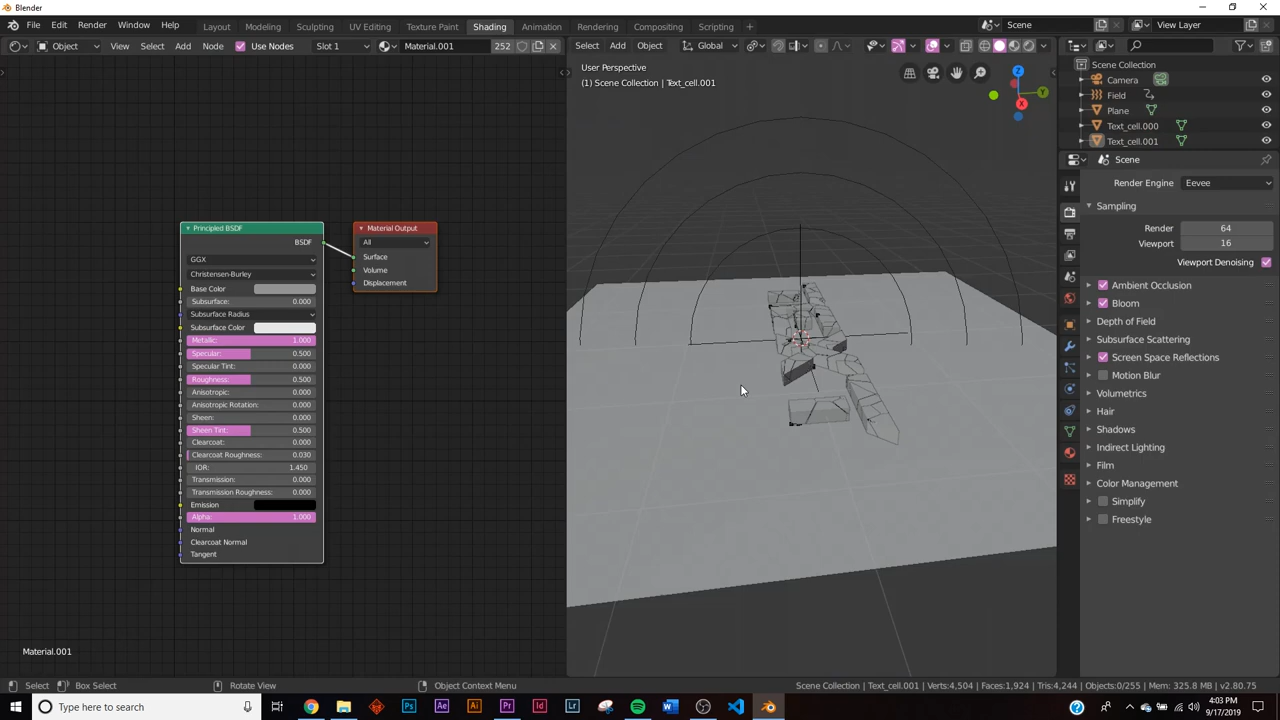 Blender
File Edit Render Window Help
Layout Modeling Sculpting UV Editing Texture Paint Shading Animation Rendering Compositing Scripting +
Scene
View Layer
Object View Select Add Node Use Nodes Slot 1 Material.001 252
Select Add Object Global
User Perspective
(1) Scene Collection | Text_cell.001
Z
Y
X
Principled BSDF
BSDF
GGX
Christensen-Burley
Base Color
Subsurface: 0.000
Subsurface Radius
Subsurface Color
Metallic: 1.000
Specular: 0.500
Specular Tint: 0.000
Roughness: 0.500
Anisotropic: 0.000
Anisotropic Rotation: 0.000
Sheen: 0.000
Sheen Tint: 0.500
Clearcoat: 0.000
Clearcoat Roughness: 0.030
IOR: 1.450
Transmission: 0.000
Transmission Roughness: 0.000
Emission
Alpha: 1.000
Normal
Clearcoat Normal
Tangent
Material Output
All
Surface
Volume
Displacement
Material.001
Scene Collection
Camera
Field
Plane
Text_cell.000
Text_cell.001
Scene
Render Engine Eevee
Sampling
Render 64
Viewport 16
Viewport Denoising
Ambient Occlusion
Bloom
Depth of Field
Subsurface Scattering
Screen Space Reflections
Motion Blur
Volumetrics
Hair
Shadows
Indirect Lighting
Film
Color Management
Simplify
Freestyle
Select Box Select Rotate View Object Context Menu
Scene Collection | Text_cell.001 | Verts:4,504 | Faces:1,924 | Tris:4,244 | Objects:0/255 | Mem: 325.8 MB | v2.80.75
Type here to search
Ps Ae Ai Pr Id Lr
4:03 PM
9/17/2019